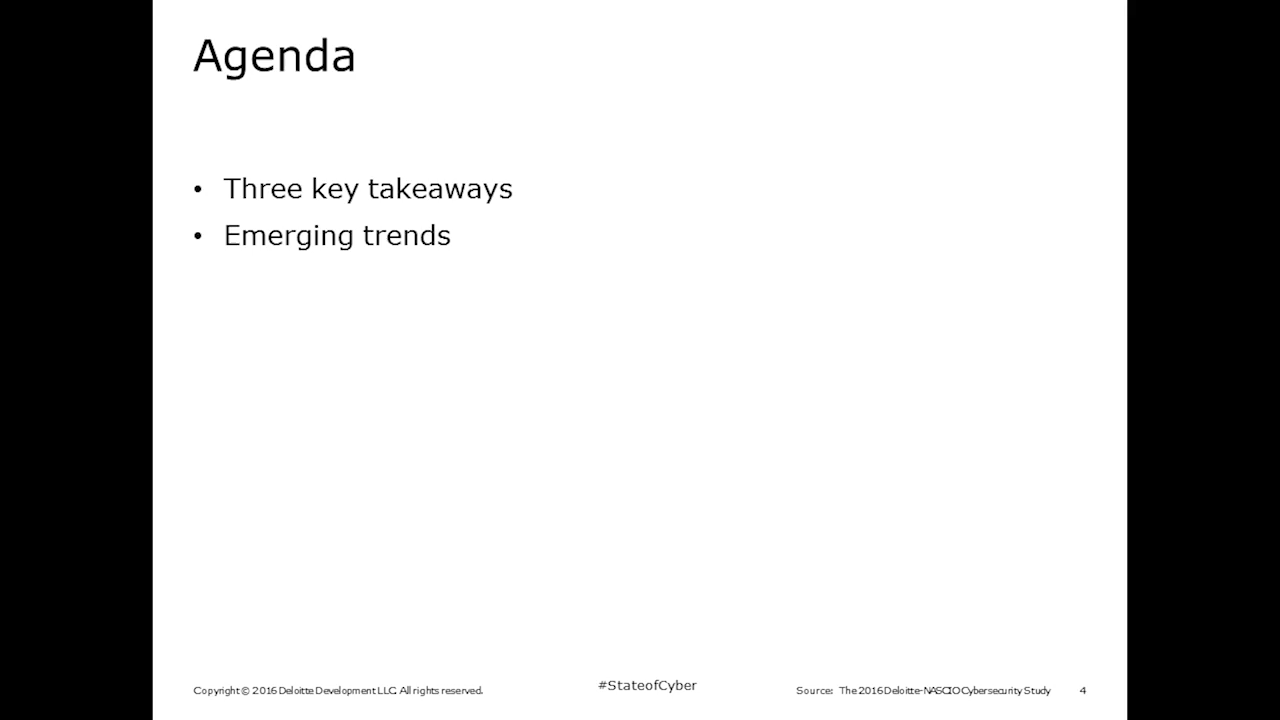 Agenda
• Three key takeaways
• Emerging trends
Copyright © 2016 Deloitte Development LLC. All rights reserved.
#StateofCyber
Source: The 2016 Deloitte-NASCIO Cybersecurity Study
4